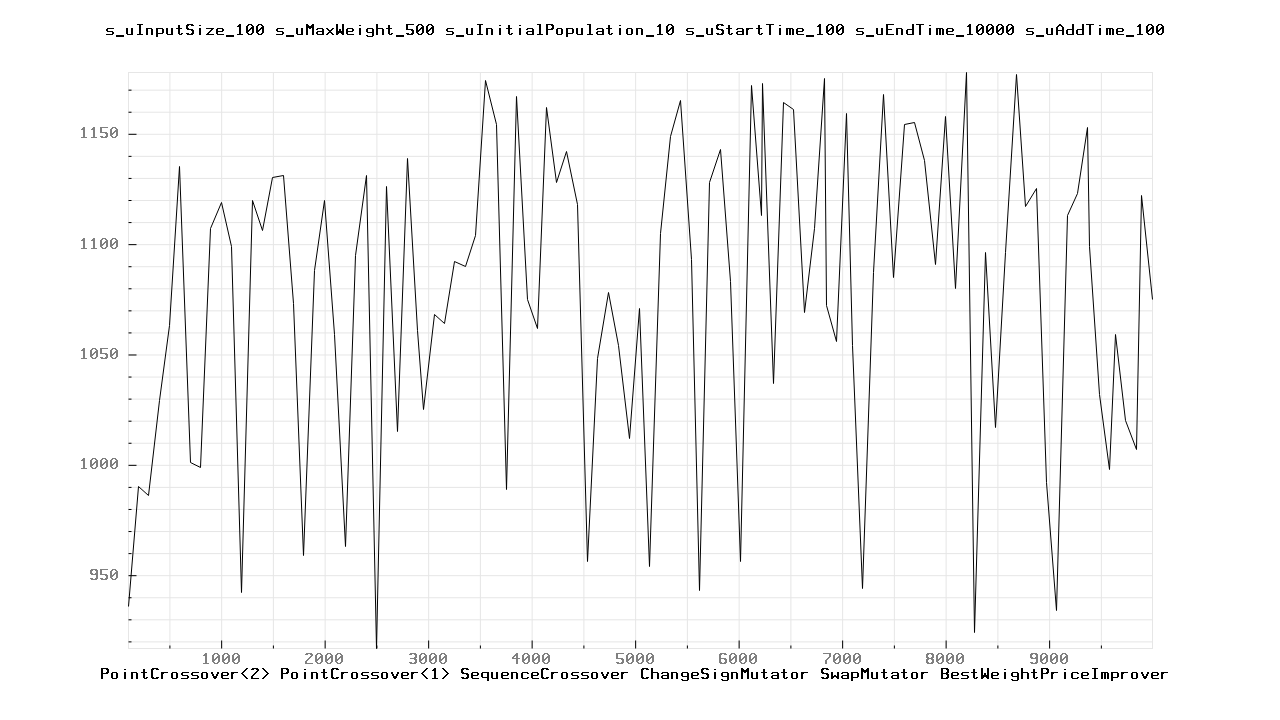 s_uInputSize_100 s_uMaxWeight_500 s_uInitialPopulation_10 s_uStartTime_100 s_uEndTime_10000 s_uAddTime_100
1150
1100
1050
1000
950
1000 2000 3000 4000 5000 6000 7000 8000 9000
PointCrossover<2> PointCrossover<1> SequenceCrossover ChangeSignMutator SwapMutator BestWeightPriceImprover